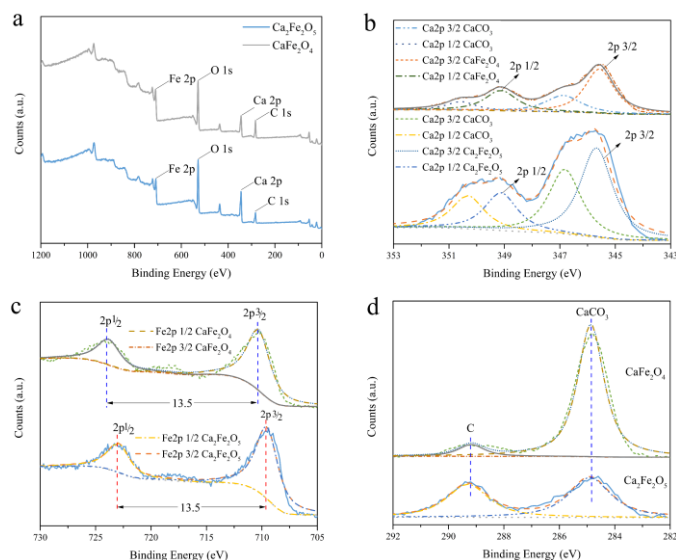 a
Ca₂Fe₂O₅
CaFe₂O₄
Fe 2p
O 1s
Ca 2p
C 1s
Fe 2p
O 1s
Ca 2p
C 1s
Counts (a.u.)
1200 1000 800 600 400 200 0
Binding Energy (eV)
b
Ca2p 3/2 CaCO₃
Ca2p 1/2 CaCO₃
Ca2p 3/2 CaFe₂O₄
Ca2p 1/2 CaFe₂O₄
2p 1/2
2p 3/2
Ca2p 3/2 CaCO₃
Ca2p 1/2 CaCO₃
Ca2p 3/2 Ca₂Fe₂O₅
Ca2p 1/2 Ca₂Fe₂O₅
2p 1/2
2p 3/2
Counts (a.u.)
353 351 349 347 345 343
Binding Energy (eV)
c
2p1/2
2p3/2
Fe2p 1/2 CaFe₂O₄
Fe2p 3/2 CaFe₂O₄
13.5
2p1/2
2p3/2
Fe2p 1/2 Ca₂Fe₂O₅
Fe2p 3/2 Ca₂Fe₂O₅
13.5
Counts (a.u.)
730 725 720 715 710 705
Binding Energy (eV)
d
CaCO₃
CaFe₂O₄
C
Ca₂Fe₂O₅
Counts (a.u.)
292 290 288 286 284 282
Binding Energy (eV)